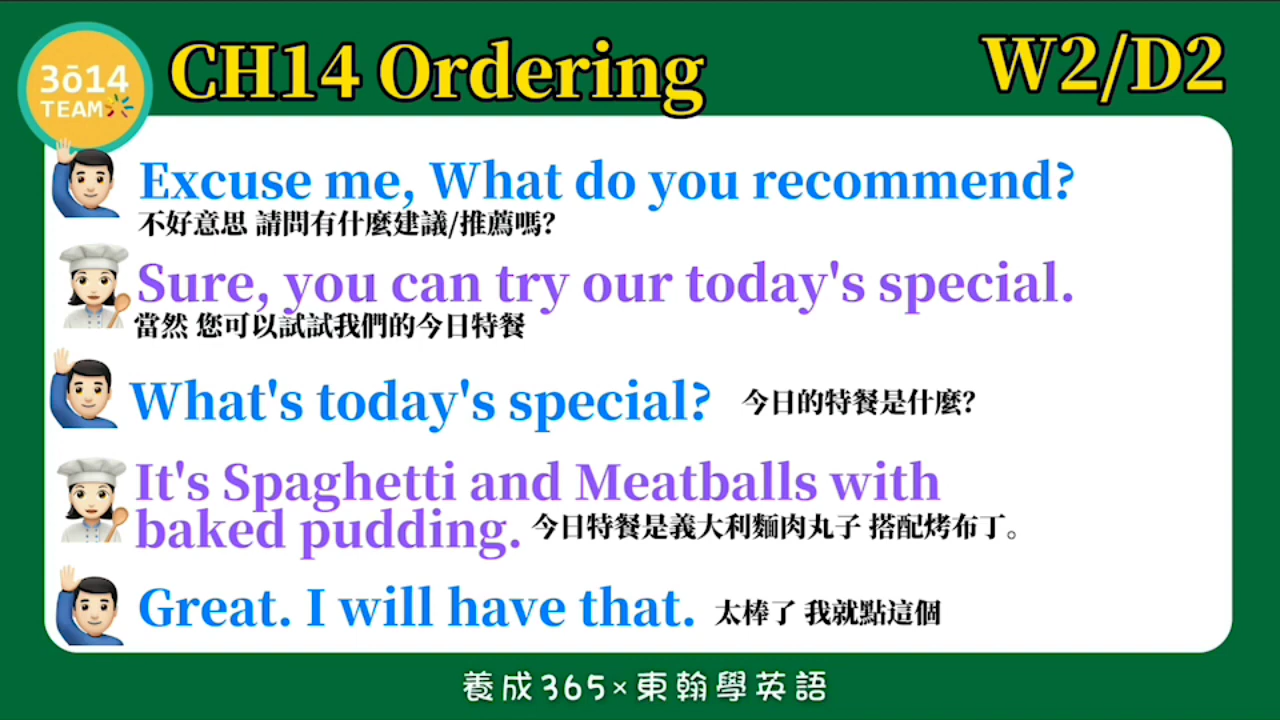 3ō14
TEAM
CH14 Ordering
W2/D2
Excuse me, What do you recommend?
不好意思 請問有什麼建議/推薦嗎?
Sure, you can try our today's special.
當然 您可以試試我們的今日特餐
What's today's special? 今日的特餐是什麼?
It's Spaghetti and Meatballs with
baked pudding. 今日特餐是義大利麵肉丸子 搭配烤布丁。
Great. I will have that. 太棒了 我就點這個
養成365×東翰學英語